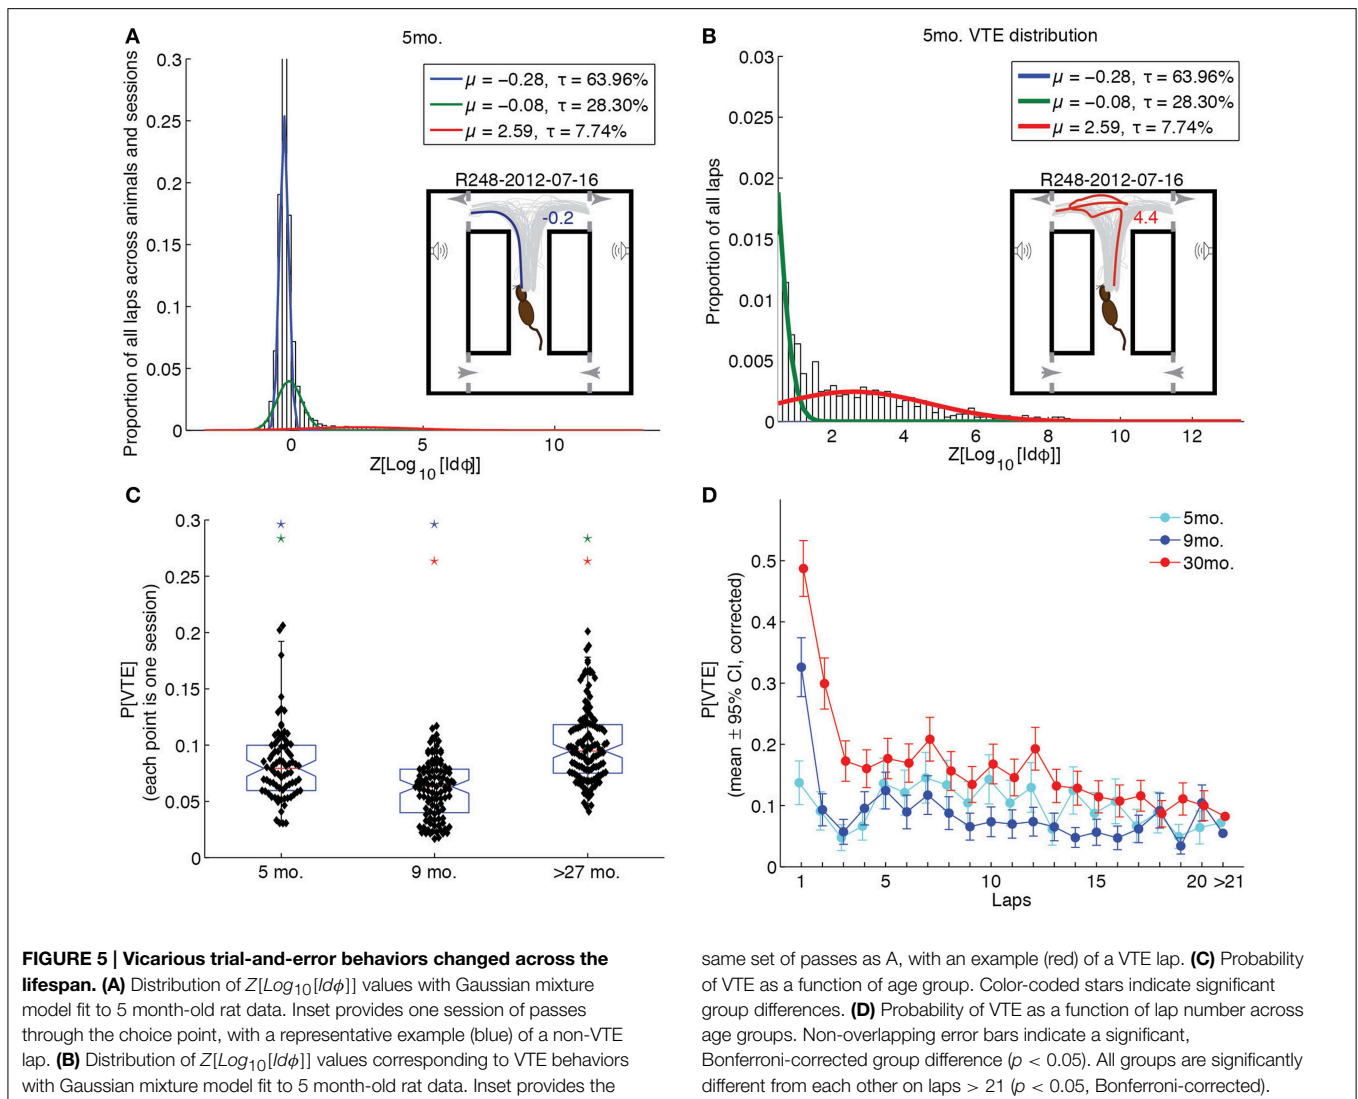 A
5mo.
0.3
0.25
0.2
0.15
0.1
0.05
0
0
5
10
Proportion of all laps across animals and sessions
Z[Log10[Idϕ]]
μ = −0.28, τ = 63.96%
μ = −0.08, τ = 28.30%
μ = 2.59, τ = 7.74%
R248-2012-07-16
-0.2
B
5mo. VTE distribution
0.03
0.025
0.02
0.015
0.01
0.005
0
2
4
6
8
10
12
Proportion of all laps
Z[Log10[Idϕ]]
μ = −0.28, τ = 63.96%
μ = −0.08, τ = 28.30%
μ = 2.59, τ = 7.74%
R248-2012-07-16
4.4
C
0.3
0.25
0.2
0.15
0.1
0.05
0
P[VTE]
(each point is one session)
5 mo.
9 mo.
>27 mo.
D
5mo.
9mo.
30mo.
0.5
0.4
0.3
0.2
0.1
0
P[VTE]
(mean ± 95% CI, corrected)
1
5
10
15
20
>21
Laps
FIGURE 5 | Vicarious trial-and-error behaviors changed across the
lifespan. (A) Distribution of Z[Log10[Idϕ]] values with Gaussian mixture
model fit to 5 month-old rat data. Inset provides one session of passes
through the choice point, with a representative example (blue) of a non-VTE
lap. (B) Distribution of Z[Log10[Idϕ]] values corresponding to VTE behaviors
with Gaussian mixture model fit to 5 month-old rat data. Inset provides the
same set of passes as A, with an example (red) of a VTE lap. (C) Probability
of VTE as a function of age group. Color-coded stars indicate significant
group differences. (D) Probability of VTE as a function of lap number across
age groups. Non-overlapping error bars indicate a significant,
Bonferroni-corrected group difference (p < 0.05). All groups are significantly
different from each other on laps > 21 (p < 0.05, Bonferroni-corrected).